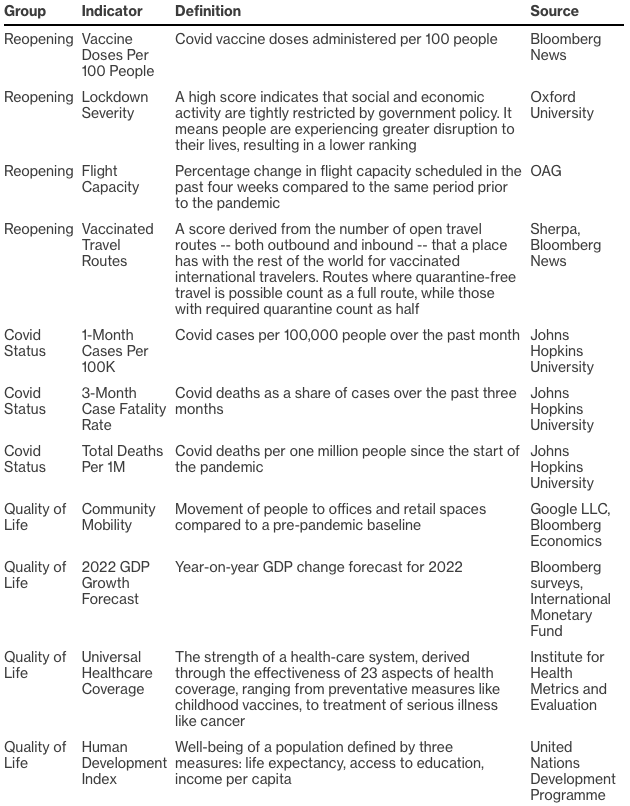 Group Indicator Definition Source
Reopening Vaccine Covid vaccine doses administered per 100 people Bloomberg
Doses Per News
100 People
Reopening Lockdown A high score indicates that social and economic Oxford
Severity activity are tightly restricted by government policy. It University
means people are experiencing greater disruption to
their lives, resulting in a lower ranking
Reopening Flight Percentage change in flight capacity scheduled in the OAG
Capacity past four weeks compared to the same period prior
to the pandemic
Reopening Vaccinated A score derived from the number of open travel Sherpa,
Travel routes -- both outbound and inbound -- that a place Bloomberg
Routes has with the rest of the world for vaccinated News
international travelers. Routes where quarantine-free
travel is possible count as a full route, while those
with required quarantine count as half
Covid 1-Month Covid cases per 100,000 people over the past month Johns
Status Cases Per Hopkins
100K University
Covid 3-Month Covid deaths as a share of cases over the past three Johns
Status Case Fatality months Hopkins
Rate University
Covid Total Deaths Covid deaths per one million people since the start of Johns
Status Per 1M the pandemic Hopkins
University
Quality of Community Movement of people to offices and retail spaces Google LLC,
Life Mobility compared to a pre-pandemic baseline Bloomberg
Economics
Quality of 2022 GDP Year-on-year GDP change forecast for 2022 Bloomberg
Life Growth surveys,
Forecast International
Monetary
Fund
Quality of Universal The strength of a health-care system, derived Institute for
Life Healthcare through the effectiveness of 23 aspects of health Health
Coverage coverage, ranging from preventative measures like Metrics and
childhood vaccines, to treatment of serious illness Evaluation
like cancer
Quality of Human Well-being of a population defined by three United
Life Development measures: life expectancy, access to education, Nations
Index income per capita Development
Programme